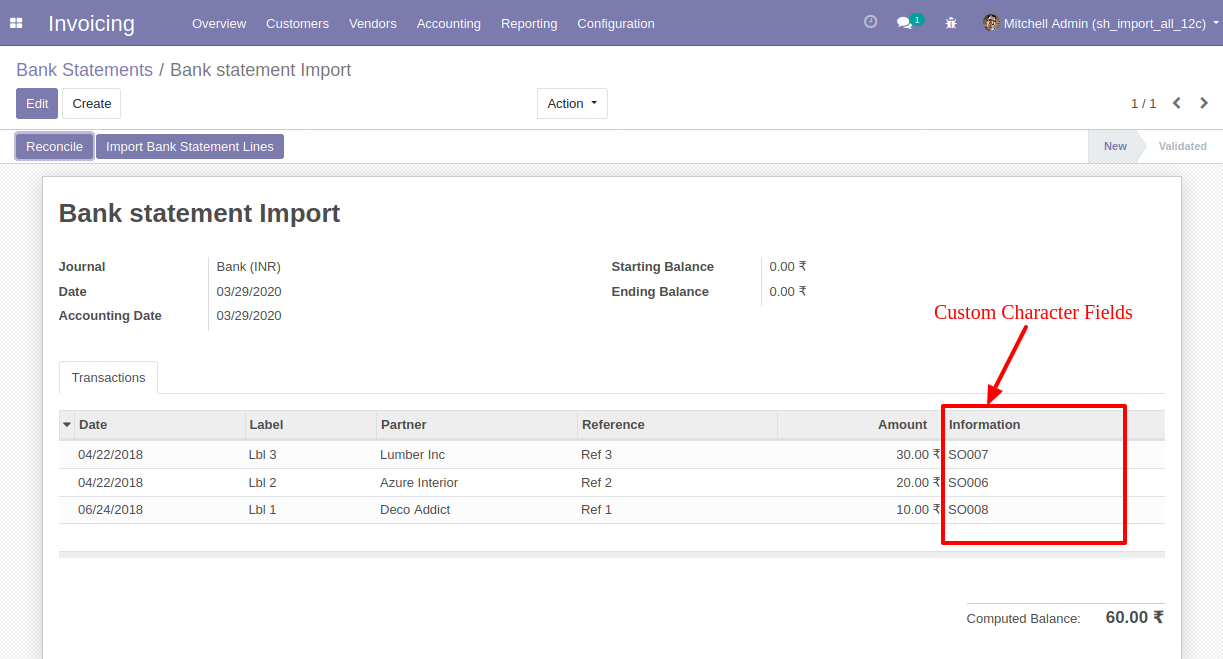 Invoicing Overview Customers Vendors Accounting Reporting Configuration 1 Mitchell Admin (sh_import_all_12c)
Bank Statements / Bank statement Import
Edit Create Action 1 / 1
Reconcile Import Bank Statement Lines New Validated
Bank statement Import
Journal Bank (INR) Starting Balance 0.00 ₹
Date 03/29/2020 Ending Balance 0.00 ₹
Accounting Date 03/29/2020
Custom Character Fields
Transactions
Date Label Partner Reference Amount Information
04/22/2018 Lbl 3 Lumber Inc Ref 3 30.00 ₹ SO007
04/22/2018 Lbl 2 Azure Interior Ref 2 20.00 ₹ SO006
06/24/2018 Lbl 1 Deco Addict Ref 1 10.00 ₹ SO008
Computed Balance: 60.00 ₹